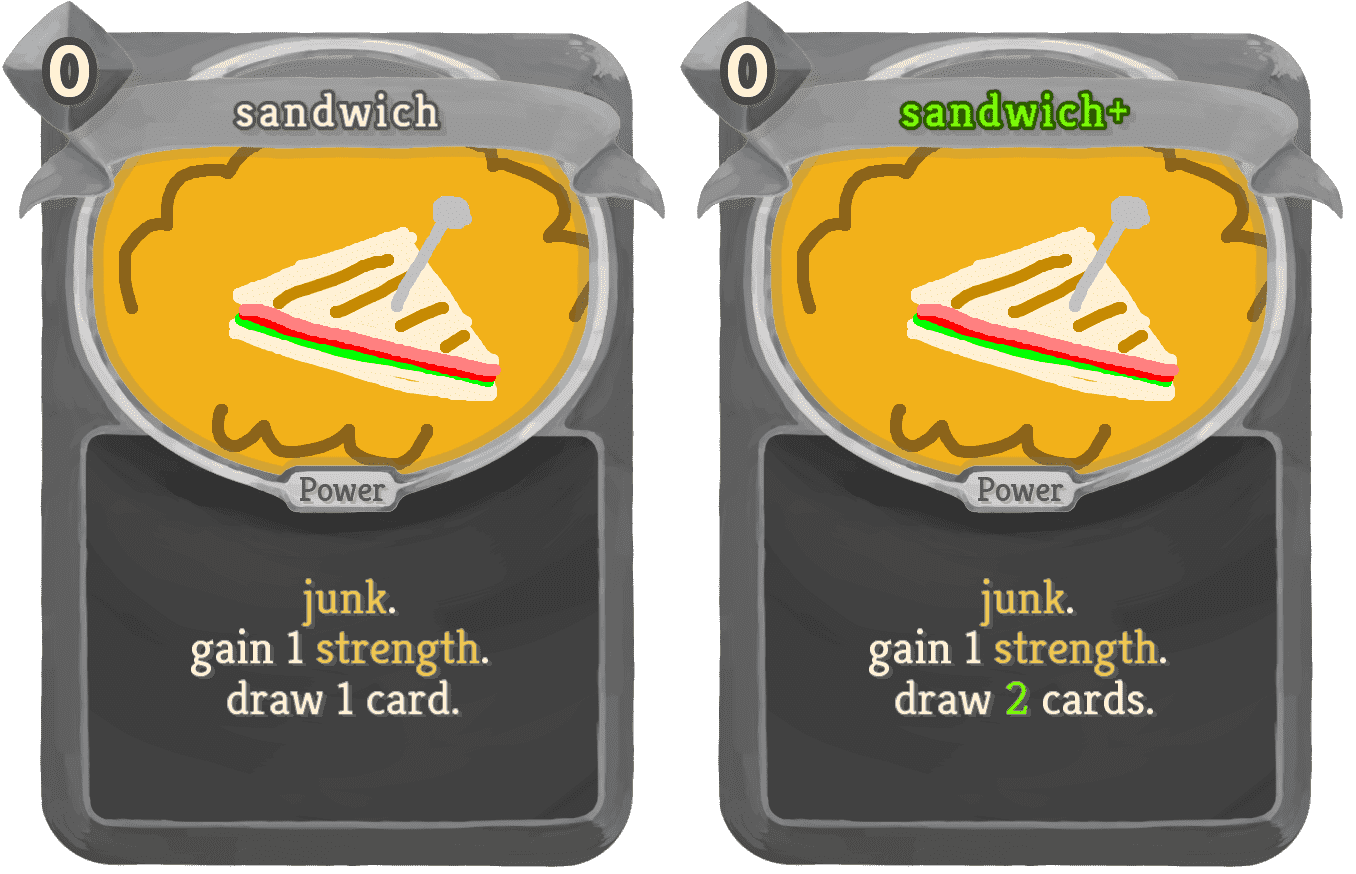 0
sandwich
Power
junk.
gain 1 strength.
draw 1 card.
0
sandwich+
Power
junk.
gain 1 strength.
draw 2 cards.